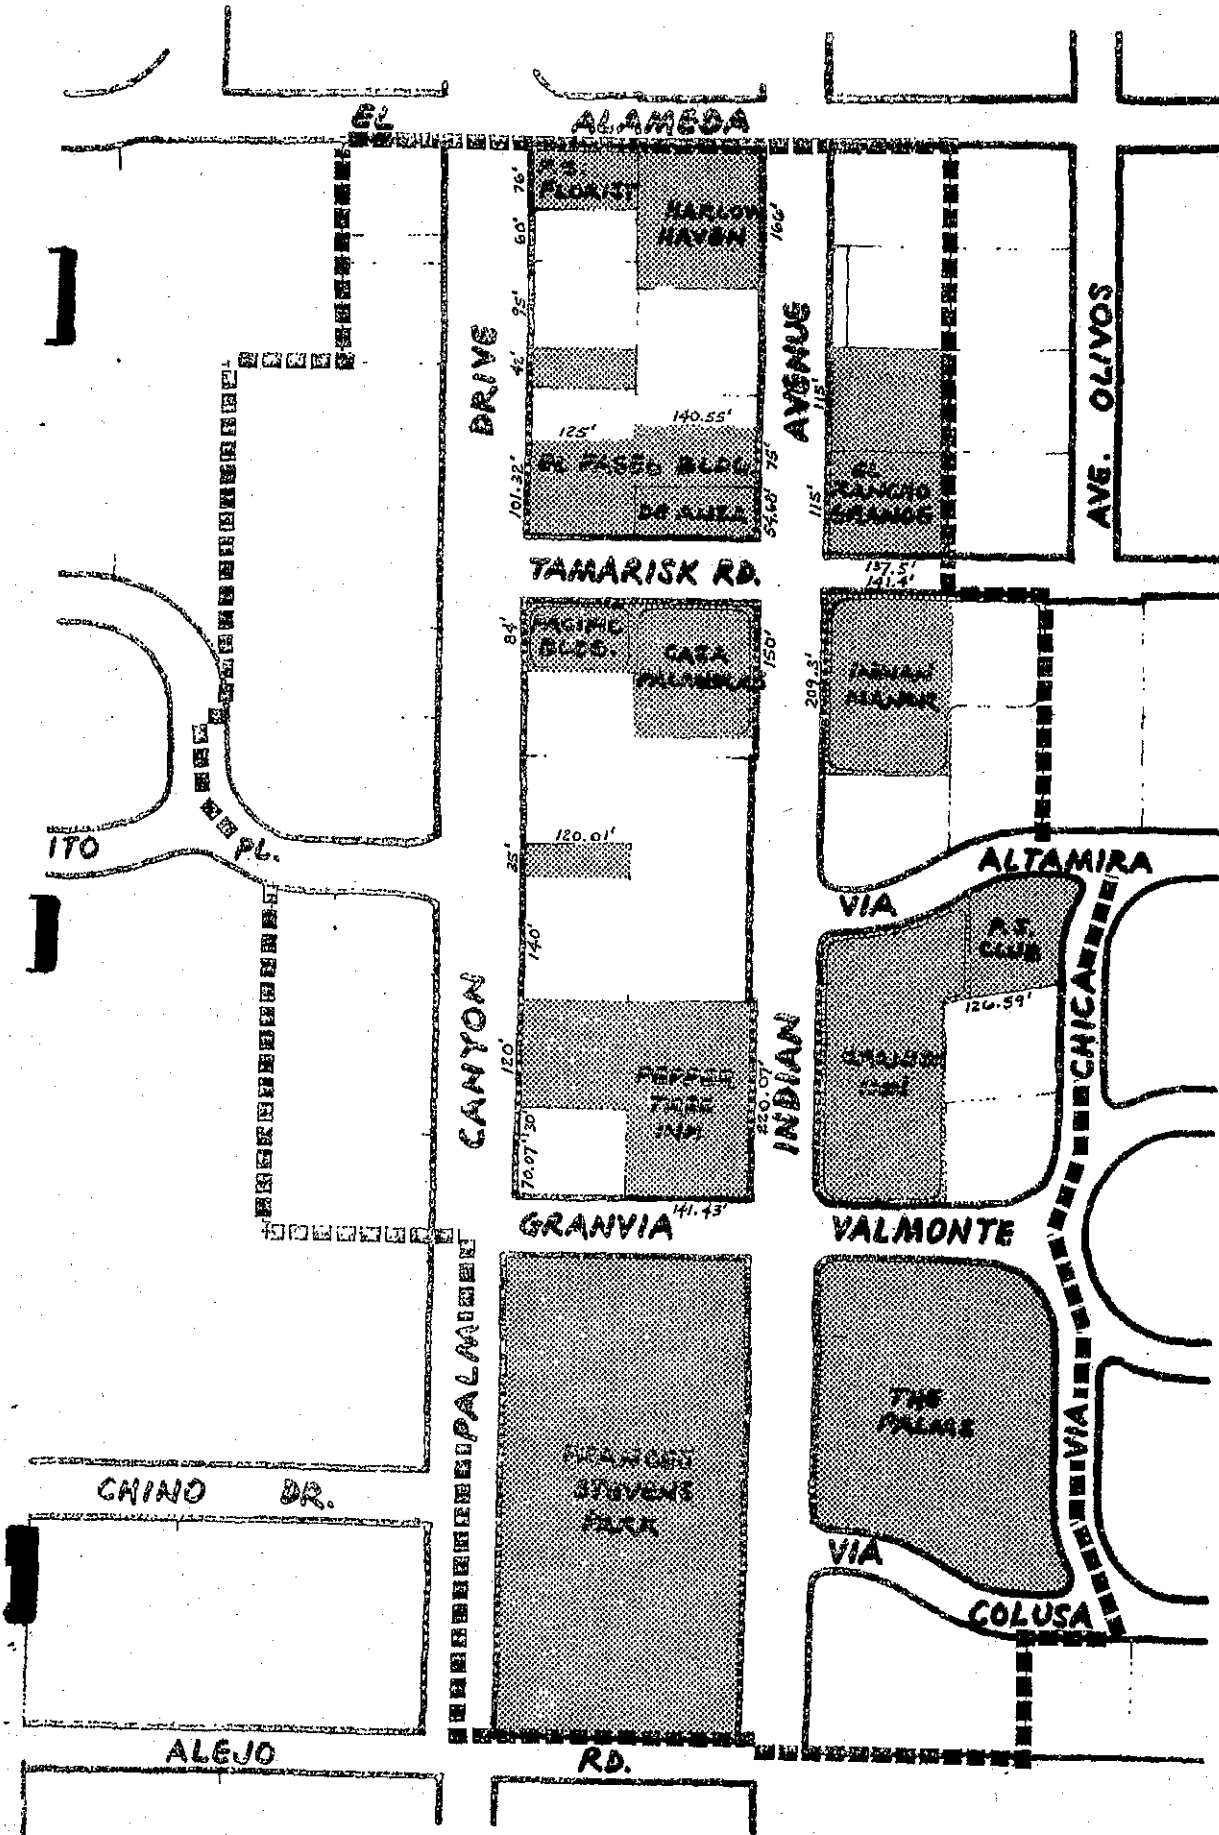 EL ALAMEDA
P.S.
FLORIST
76'
HARLOW
HAVEN
166'
60'
95'
42'
DRIVE
AVENUE
AVE. OLIVOS
115'
140.55'
125'
EL PASEO BLDG.
75'
101.32'
DE ANZA
54.68'
EL
RANCHO
GRANDE
115'
TAMARISK RD.
137.5'
141.4'
84'
PACIFIC
BLDG.
CASA
PALMERAS
150'
INDIAN
MANOR
209.3'
120.01'
35'
ITO PL.
ALTAMIRA
VIA
P.S.
CLUB
140'
126.59'
CANYON
INDIAN
CHICA
120'
PEPPER
TREE
INN
220.07'
INN
70.07'
30'
141.43'
GRANVIA
VALMONTE
PALM
THE
PALMS
VIA
FRANCES
STEVENS
PARK
CHINO DR.
VIA
COLUSA
ALEJO
RD.